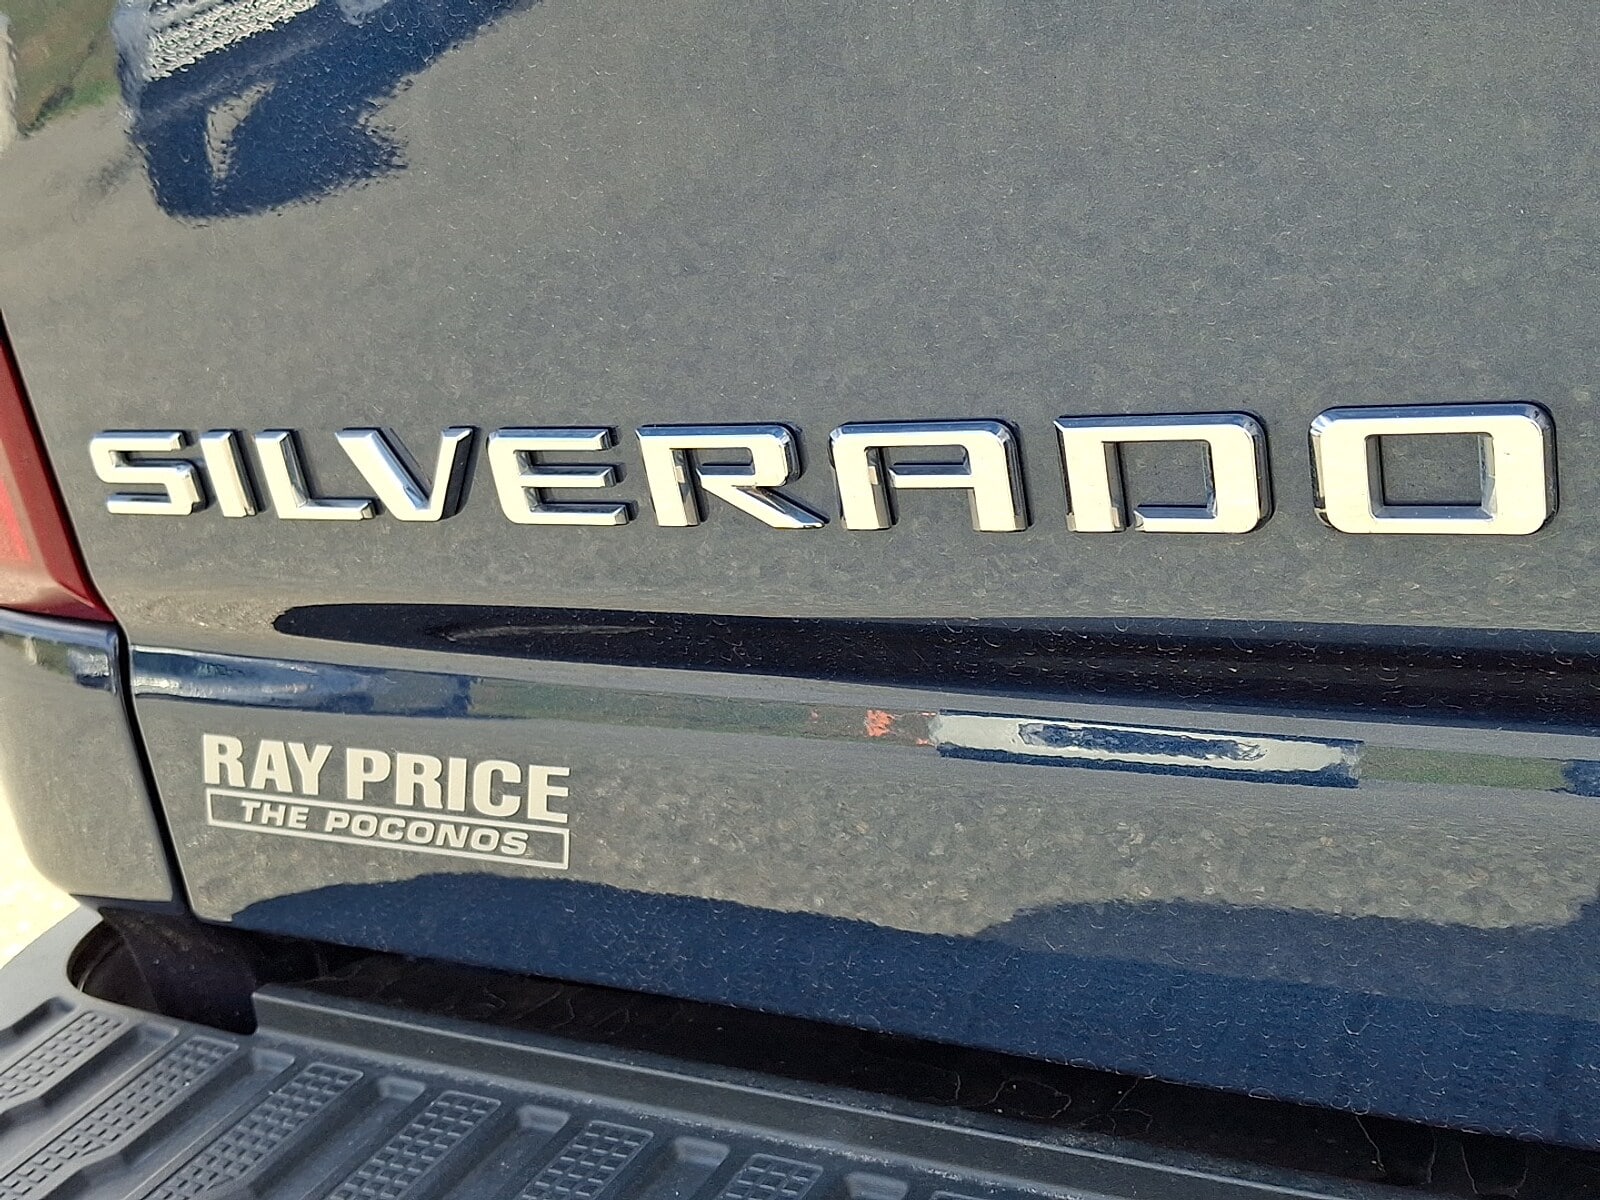 SILVERADO
RAY PRICE
THE POCONOS